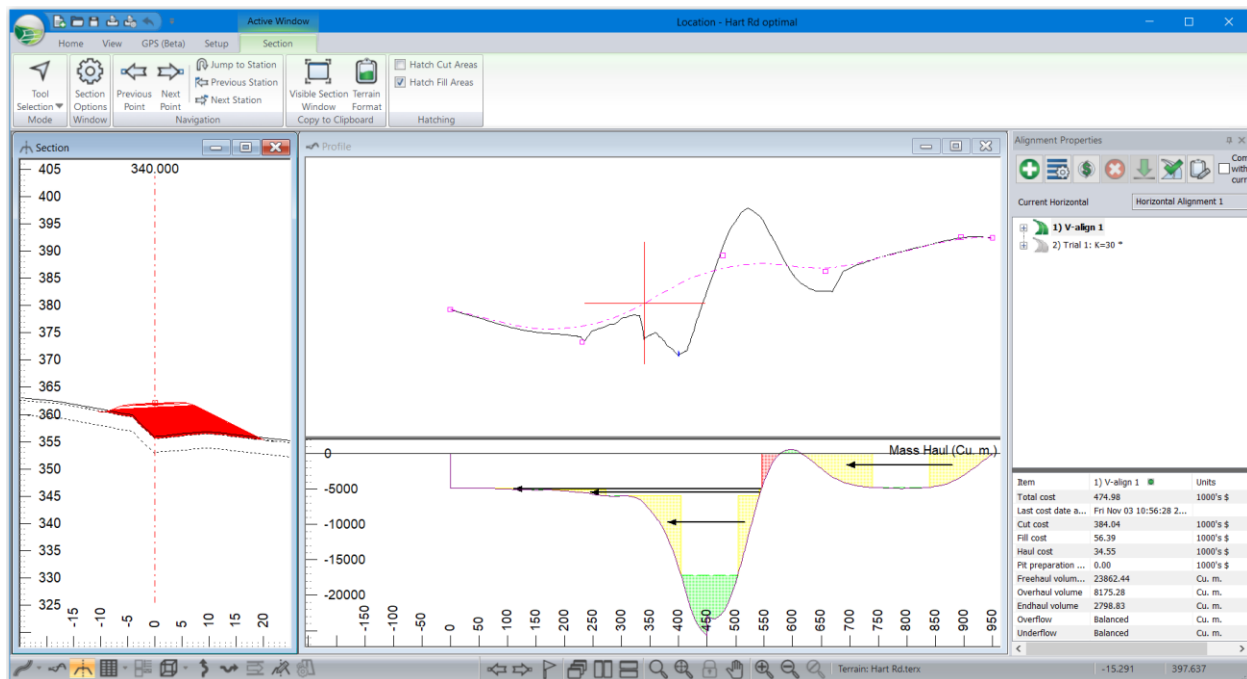 Active Window
Location - Hart Rd optimal
Home View GPS (Beta) Setup Section
Tool Selection
Mode
Section Options
Window
Previous Point
Next Point
Jump to Station
Previous Station
Next Station
Navigation
Visible Section Window
Terrain Format
Copy to Clipboard
Hatch Cut Areas
Hatch Fill Areas
Hatching
Section
340.000
405
400
395
390
385
380
375
370
365
360
355
350
345
340
335
330
325
-15 -10 -5 0 5 10 15 20
Profile
Mass Haul (Cu. m.)
0
-5000
-10000
-15000
-20000
-150 -100 -50 0 50 100 150 200 250 300 350 400 450 500 550 600 650 700 750 800 850 900 950
Alignment Properties
Com
with
curr
Current Horizontal Horizontal Alignment 1
1) V-align 1
2) Trial 1: K=30 *
Item 1) V-align 1 Units
Total cost 474.98 1000's $
Last cost date a... Fri Nov 03 10:56:28 2...
Cut cost 384.04 1000's $
Fill cost 56.39 1000's $
Haul cost 34.55 1000's $
Pit preparation ... 0.00 1000's $
Freehaul volum... 23862.44 Cu. m.
Overhaul volume 8175.28 Cu. m.
Endhaul volume 2798.83 Cu. m.
Overflow Balanced Cu. m.
Underflow Balanced Cu. m.
Terrain: Hart Rd.terx -15.291 397.637